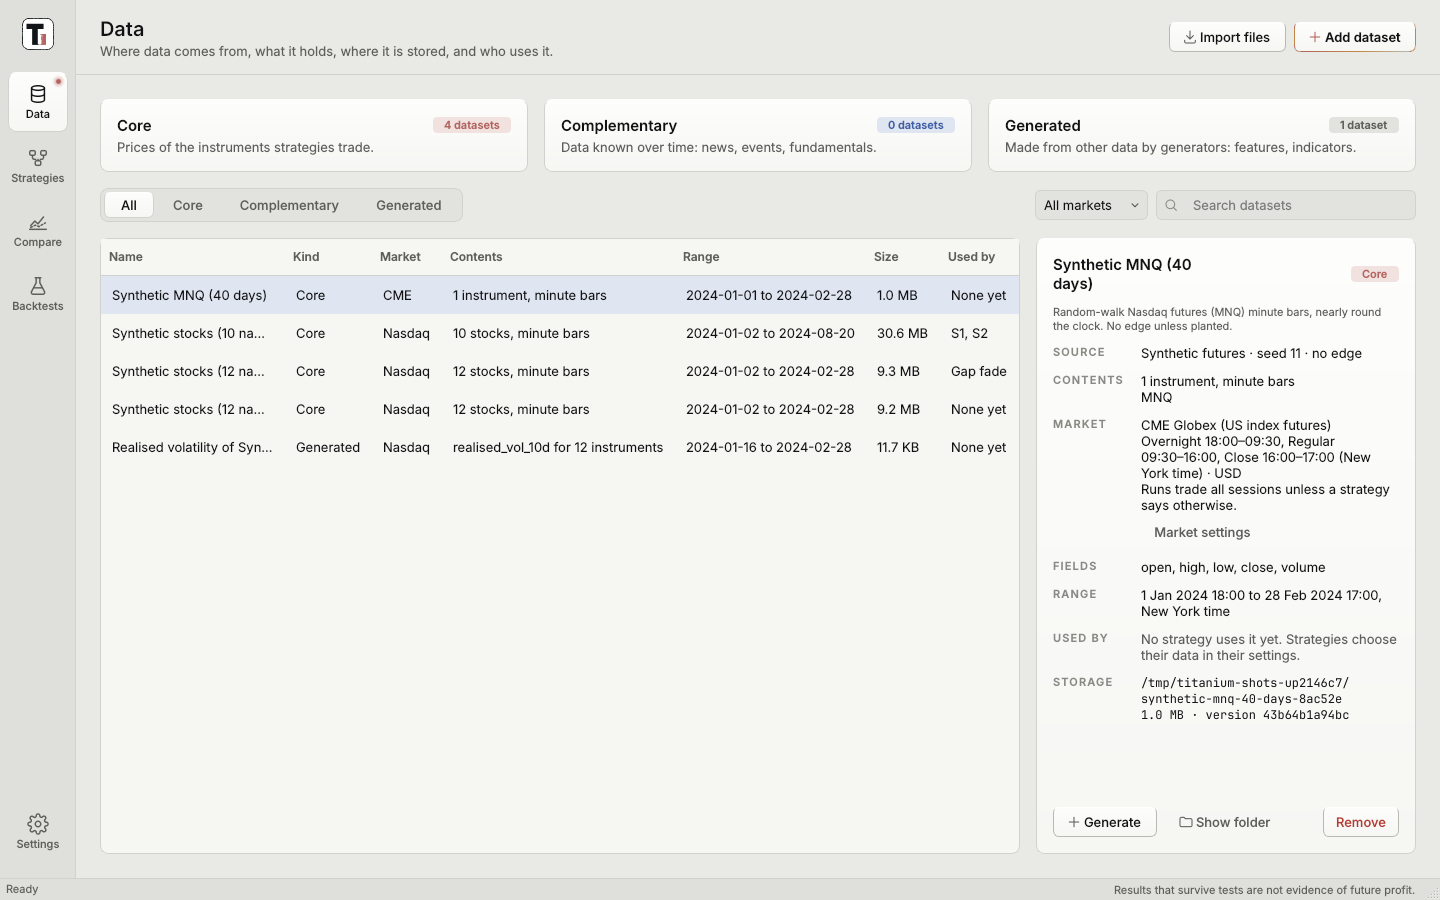 Ti
Data
Where data comes from, what it holds, where it is stored, and who uses it.
Import files
Add dataset
Data
Strategies
Compare
Backtests
Settings
Core
4 datasets
Prices of the instruments strategies trade.
Complementary
0 datasets
Data known over time: news, events, fundamentals.
Generated
1 dataset
Made from other data by generators: features, indicators.
All Core Complementary Generated
All markets
Search datasets
Name Kind Market Contents Range Size Used by
Synthetic MNQ (40 days) Core CME 1 instrument, minute bars 2024-01-01 to 2024-02-28 1.0 MB None yet
Synthetic stocks (10 na... Core Nasdaq 10 stocks, minute bars 2024-01-02 to 2024-08-20 30.6 MB S1, S2
Synthetic stocks (12 na... Core Nasdaq 12 stocks, minute bars 2024-01-02 to 2024-02-28 9.3 MB Gap fade
Synthetic stocks (12 na... Core Nasdaq 12 stocks, minute bars 2024-01-02 to 2024-02-28 9.2 MB None yet
Realised volatility of Syn... Generated Nasdaq realised_vol_10d for 12 instruments 2024-01-16 to 2024-02-28 11.7 KB None yet
Synthetic MNQ (40
days)
Core
Random-walk Nasdaq futures (MNQ) minute bars, nearly round
the clock. No edge unless planted.
SOURCE Synthetic futures · seed 11 · no edge
CONTENTS 1 instrument, minute bars
MNQ
MARKET CME Globex (US index futures)
Overnight 18:00–09:30, Regular
09:30–16:00, Close 16:00–17:00 (New
York time) · USD
Runs trade all sessions unless a strategy
says otherwise.
Market settings
FIELDS open, high, low, close, volume
RANGE 1 Jan 2024 18:00 to 28 Feb 2024 17:00,
New York time
USED BY No strategy uses it yet. Strategies choose
their data in their settings.
STORAGE /tmp/titanium-shots-up2146c7/
synthetic-mnq-40-days-8ac52e
1.0 MB · version 43b64b1a94bc
Generate
Show folder
Remove
Ready
Results that survive tests are not evidence of future profit.